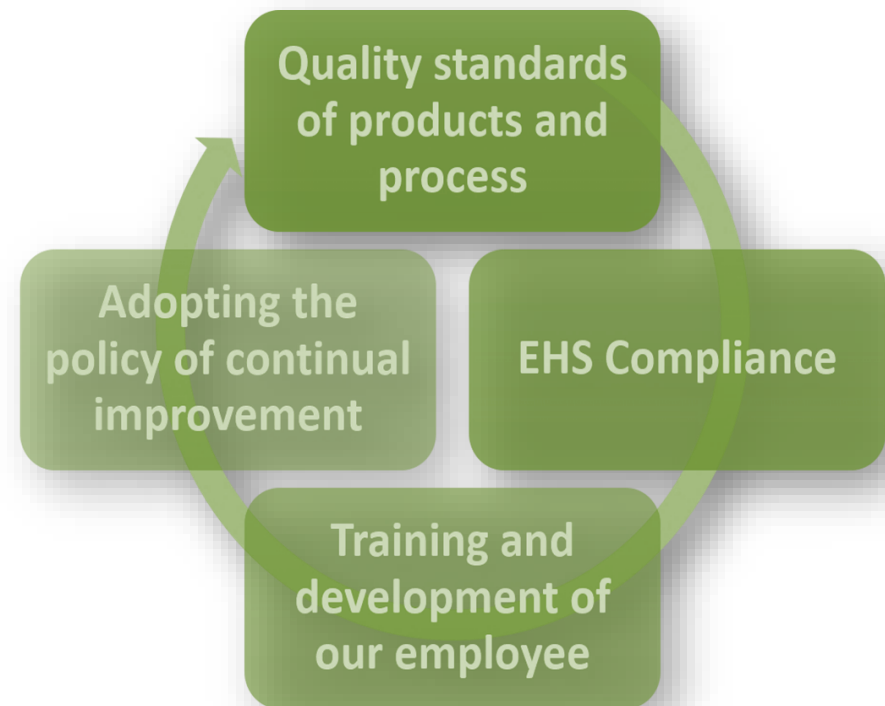 Quality standards
of products and
process
EHS Compliance
Training and
development of
our employee
Adopting the
policy of continual
improvement